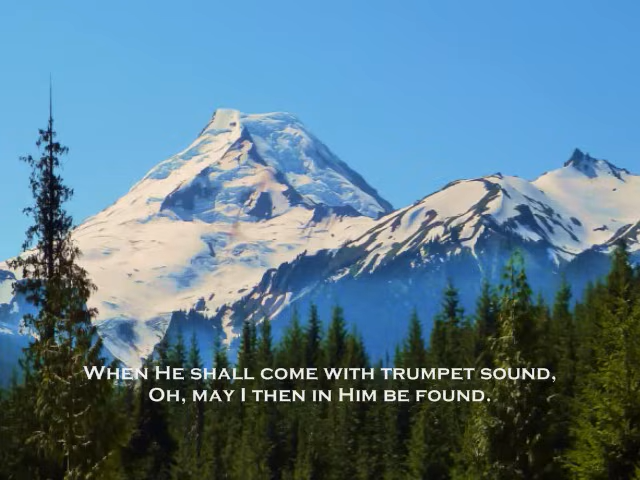 When He shall come with trumpet sound,
Oh, may I then in Him be found.